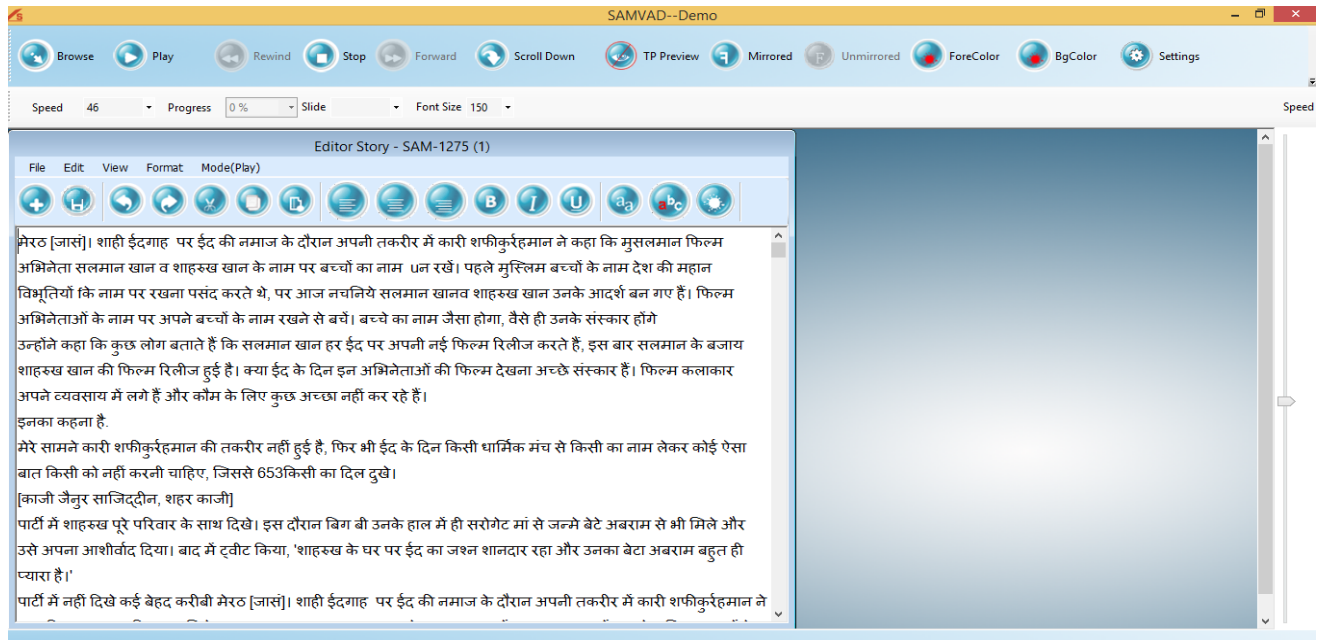 SAMVAD--Demo
Browse Play Rewind Stop Forward Scroll Down TP Preview Mirrored Unmirrored ForeColor BgColor Settings
Speed 46 Progress 0 % Slide Font Size 150 Speed
Editor Story - SAM-1275 (1)
File Edit View Format Mode(Play)
मेरठ [जासं]। शाही ईदगाह पर ईद की नमाज के दौरान अपनी तकरीर में कारी शफीकुर्रहमान ने कहा कि मुसलमान फिल्म
अभिनेता सलमान खान व शाहरुख खान के नाम पर बच्चों का नाम uन रखें। पहले मुस्लिम बच्चों के नाम देश की महान
विभूतियों fके नाम पर रखना पसंद करते थे, पर आज नचनिये सलमान खानव शाहरुख खान उनके आदर्श बन गए हैं। फिल्म
अभिनेताओं के नाम पर अपने बच्चों के नाम रखने से बचें। बच्चे का नाम जैसा होगा, वैसे ही उनके संस्कार होंगे
उन्होंने कहा कि कुछ लोग बताते हैं कि सलमान खान हर ईद पर अपनी नई फिल्म रिलीज करते हैं, इस बार सलमान के बजाय
शाहरुख खान की फिल्म रिलीज हुई है। क्या ईद के दिन इन अभिनेताओं की फिल्म देखना अच्छे संस्कार हैं। फिल्म कलाकार
अपने व्यवसाय में लगे हैं और कौम के लिए कुछ अच्छा नहीं कर रहे हैं।
इनका कहना है.
मेरे सामने कारी शफीकुर्रहमान की तकरीर नहीं हुई है, फिर भी ईद के दिन किसी धार्मिक मंच से किसी का नाम लेकर कोई ऐसा
बात किसी को नहीं करनी चाहिए, जिससे 653किसी का दिल दुखे।
[काजी जैनुर साजिद्दीन, शहर काजी]
पार्टी में शाहरुख पूरे परिवार के साथ दिखे। इस दौरान बिग बी उनके हाल में ही सरोगेट मां से जन्मे बेटे अबराम से भी मिले और
उसे अपना आशीर्वाद दिया। बाद में ट्वीट किया, 'शाहरुख के घर पर ईद का जश्न शानदार रहा और उनका बेटा अबराम बहुत ही
प्यारा है।'
पार्टी में नहीं दिखे कई बेहद करीबी मेरठ [जासं]। शाही ईदगाह पर ईद की नमाज के दौरान अपनी तकरीर में कारी शफीकुर्रहमान ने